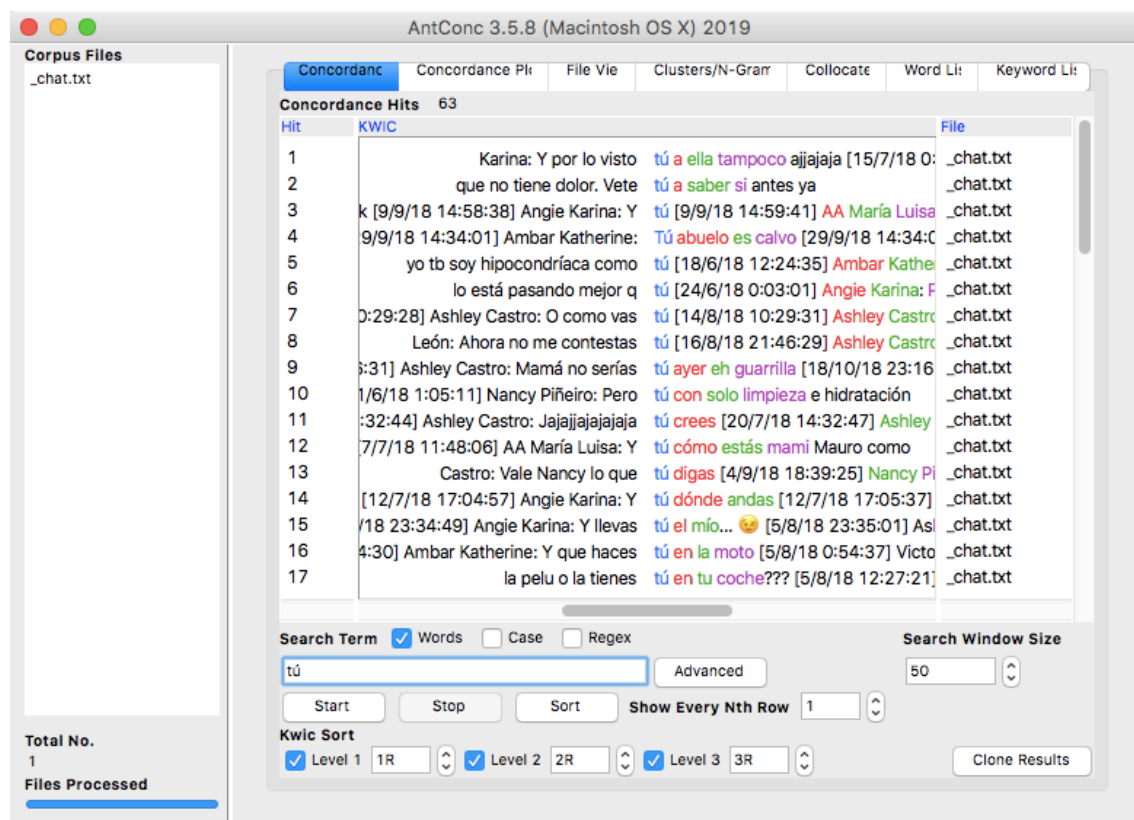 AntConc 3.5.8 (Macintosh OS X) 2019
Corpus Files
_chat.txt
Concordanc Concordance Plo File Vie Clusters/N-Gram Collocate Word Lis Keyword Lis
Concordance Hits 63
Hit KWIC File
1 Karina: Y por lo visto tú a ella tampoco ajjajaja [15/7/18 0: _chat.txt
2 que no tiene dolor. Vete tú a saber si antes ya _chat.txt
3 k [9/9/18 14:58:38] Angie Karina: Y tú [9/9/18 14:59:41] AA María Luisa _chat.txt
4 9/9/18 14:34:01] Ambar Katherine: Tú abuelo es calvo [29/9/18 14:34:0 _chat.txt
5 yo tb soy hipocondríaca como tú [18/6/18 12:24:35] Ambar Kather _chat.txt
6 lo está pasando mejor q tú [24/6/18 0:03:01] Angie Karina: P _chat.txt
7 0:29:28] Ashley Castro: O como vas tú [14/8/18 10:29:31] Ashley Castro _chat.txt
8 León: Ahora no me contestas tú [16/8/18 21:46:29] Ashley Castro _chat.txt
9 6:31] Ashley Castro: Mamá no serías tú ayer eh guarrilla [18/10/18 23:16 _chat.txt
10 1/6/18 1:05:11] Nancy Piñeiro: Pero tú con solo limpieza e hidratación _chat.txt
11 :32:44] Ashley Castro: Jajajjajajajaja tú crees [20/7/18 14:32:47] Ashley _chat.txt
12 [7/7/18 11:48:06] AA María Luisa: Y tú cómo estás mami Mauro como _chat.txt
13 Castro: Vale Nancy lo que tú digas [4/9/18 18:39:25] Nancy Pi _chat.txt
14 [12/7/18 17:04:57] Angie Karina: Y tú dónde andas [12/7/18 17:05:37] _chat.txt
15 /18 23:34:49] Angie Karina: Y llevas tú el mío... 😉 [5/8/18 23:35:01] Asl _chat.txt
16 4:30] Ambar Katherine: Y que haces tú en la moto [5/8/18 0:54:37] Victo _chat.txt
17 la pelu o la tienes tú en tu coche??? [5/8/18 12:27:21] _chat.txt
Search Term Words Case Regex Search Window Size
tú Advanced 50
Start Stop Sort Show Every Nth Row 1
Total No.
1
Files Processed
Kwic Sort
Level 1 1R Level 2 2R Level 3 3R Clone Results